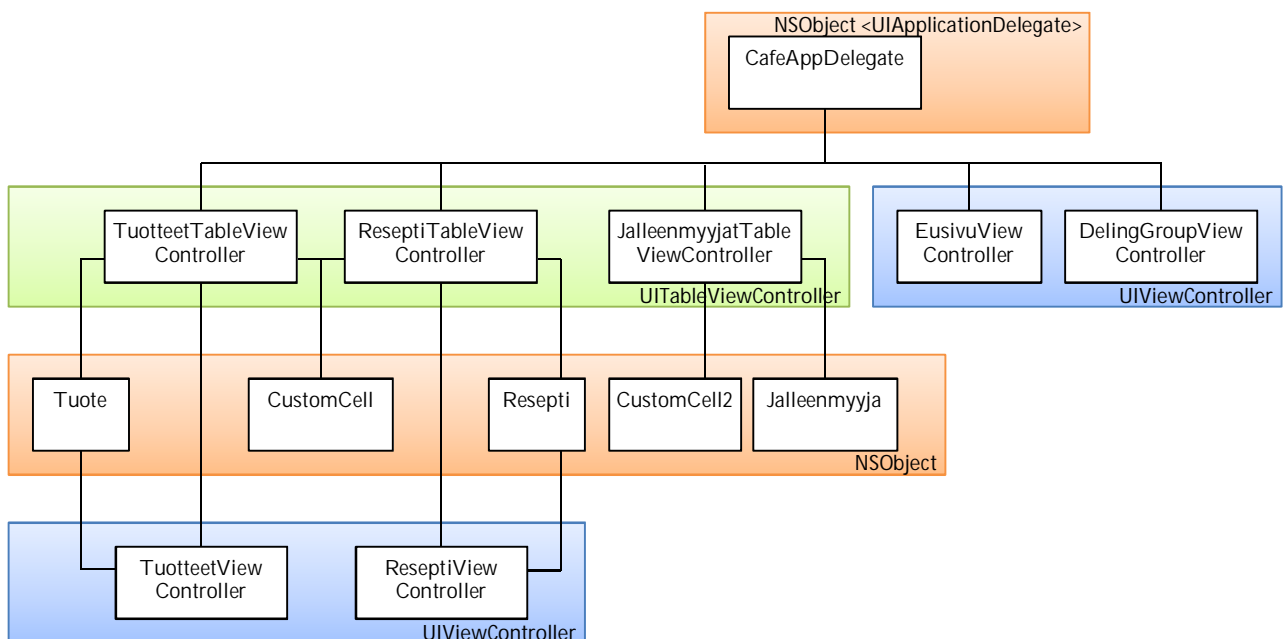 NSObject <UIApplicationDelegate>
CafeAppDelegate
TuotteetTableView
Controller
ReseptiTableView
Controller
JalleenmyyjatTable
ViewController
UITableViewController
EusivuView
Controller
DelingGroupView
Controller
UIViewController
Tuote
CustomCell
Resepti
CustomCell2
Jalleenmyyja
NSObject
TuotteetView
Controller
ReseptiView
Controller
UIViewController